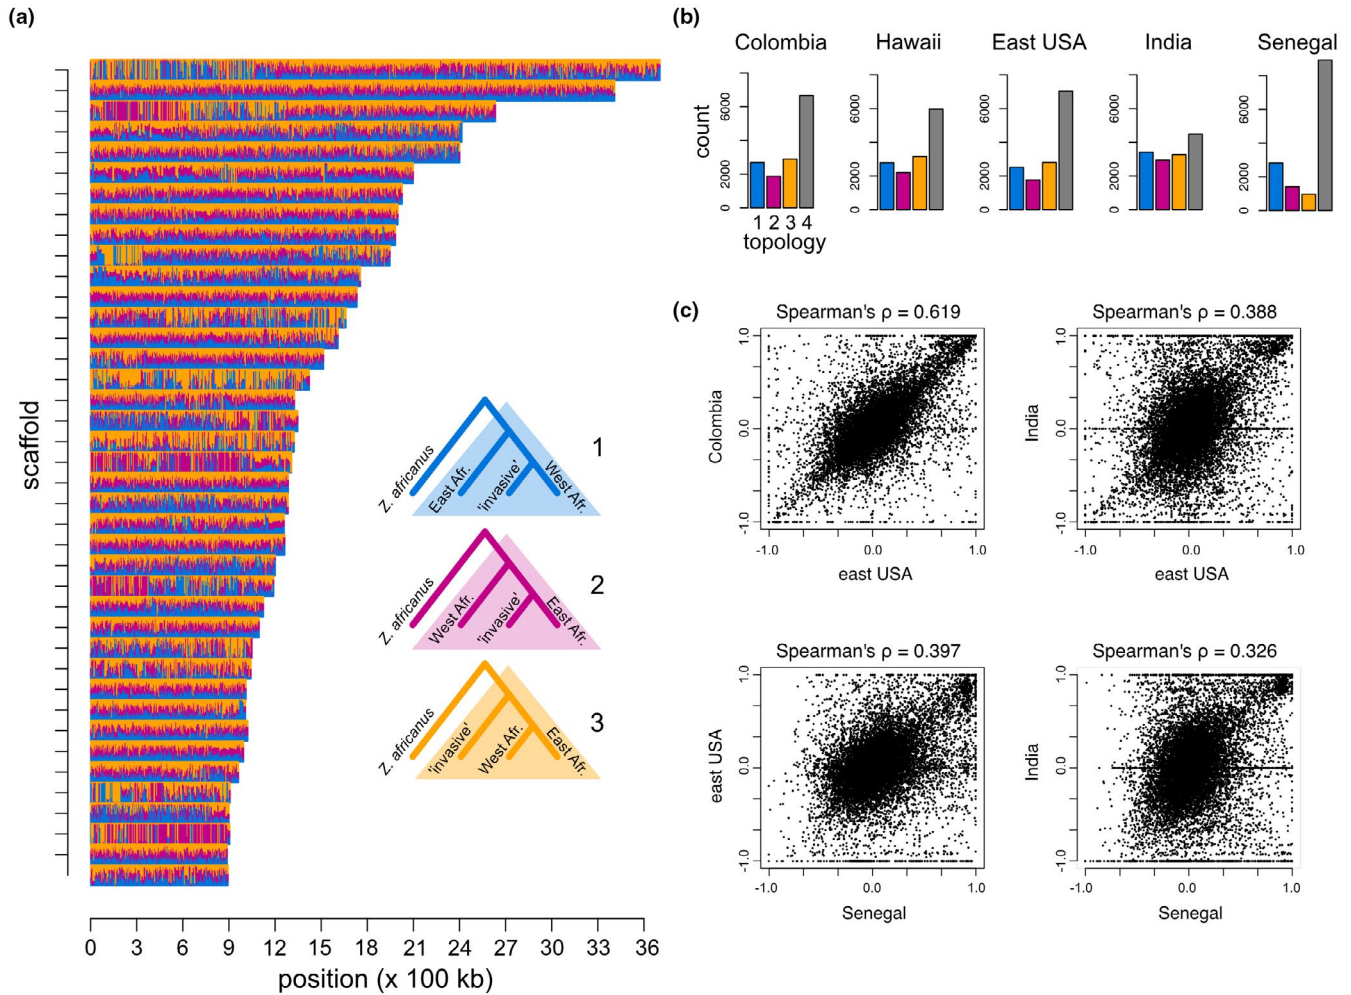 (a)
scaffold
Z. africanus
East Afr.
'invasive'
West Afr.
1
Z. africanus
West Afr.
'invasive'
East Afr.
2
Z. africanus
'invasive'
West Afr.
East Afr.
3
0 3 6 9 12 15 18 21 24 27 30 33 36
position (x 100 kb)
(b)
Colombia Hawaii East USA India Senegal
count
0 2000 6000
0 2000 6000
0 2000 6000
0 2000 6000
0 2000 6000
1 2 3 4
topology
(c)
Spearman's ρ = 0.619
Colombia
1.0
0.0
-1.0
-1.0 0.0 1.0
east USA
Spearman's ρ = 0.388
India
1.0
0.0
-1.0
-1.0 0.0 1.0
east USA
Spearman's ρ = 0.397
east USA
1.0
0.0
-1.0
-1.0 0.0 1.0
Senegal
Spearman's ρ = 0.326
India
1.0
0.0
-1.0
-1.0 0.0 1.0
Senegal